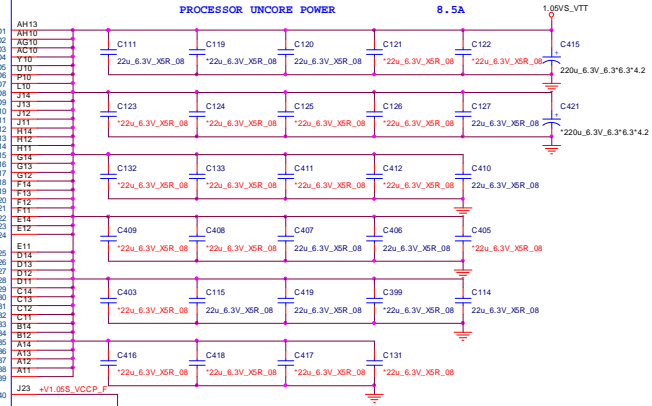 PROCESSOR UNCORE POWER 8.5A 1.05VS_VTT
AH13
AH10
AG10
AC10
Y10
U10
P10
L10
J14
J13
J12
J11
H14
H12
H11
G14
G13
G12
F14
F13
F12
F11
E14
E12
E11
D14
D13
D12
D11
C14
C13
C12
C11
B14
B12
A14
A13
A12
A11
J23 +V1.05S_VCCP_F
C111 C119 C120 C121 C122 C415
22u_6.3V_X5R_08 22u_6.3V_X5R_08 22u_6.3V_X5R_08 *22u_6.3V_X5R_08 *22u_6.3V_X5R_08 220u_6.3V_6.3*6.3*4.2
C123 C124 C125 C126 C127 C421
*22u_6.3V_X5R_08 *22u_6.3V_X5R_08 *22u_6.3V_X5R_08 *22u_6.3V_X5R_08 22u_6.3V_X5R_08 *220u_6.3V_6.3*6.3*4.2
C132 C133 C411 C412 C410
*22u_6.3V_X5R_08 *22u_6.3V_X5R_08 *22u_6.3V_X5R_08 *22u_6.3V_X5R_08 22u_6.3V_X5R_08
C409 C408 C407 C406 C405
*22u_6.3V_X5R_08 *22u_6.3V_X5R_08 22u_6.3V_X5R_08 22u_6.3V_X5R_08 *22u_6.3V_X5R_08
C403 C115 C419 C399 C114
*22u_6.3V_X5R_08 22u_6.3V_X5R_08 22u_6.3V_X5R_08 *22u_6.3V_X5R_08 22u_6.3V_X5R_08
C416 C418 C417 C131
*22u_6.3V_X5R_08 *22u_6.3V_X5R_08 *22u_6.3V_X5R_08 *22u_6.3V_X5R_08